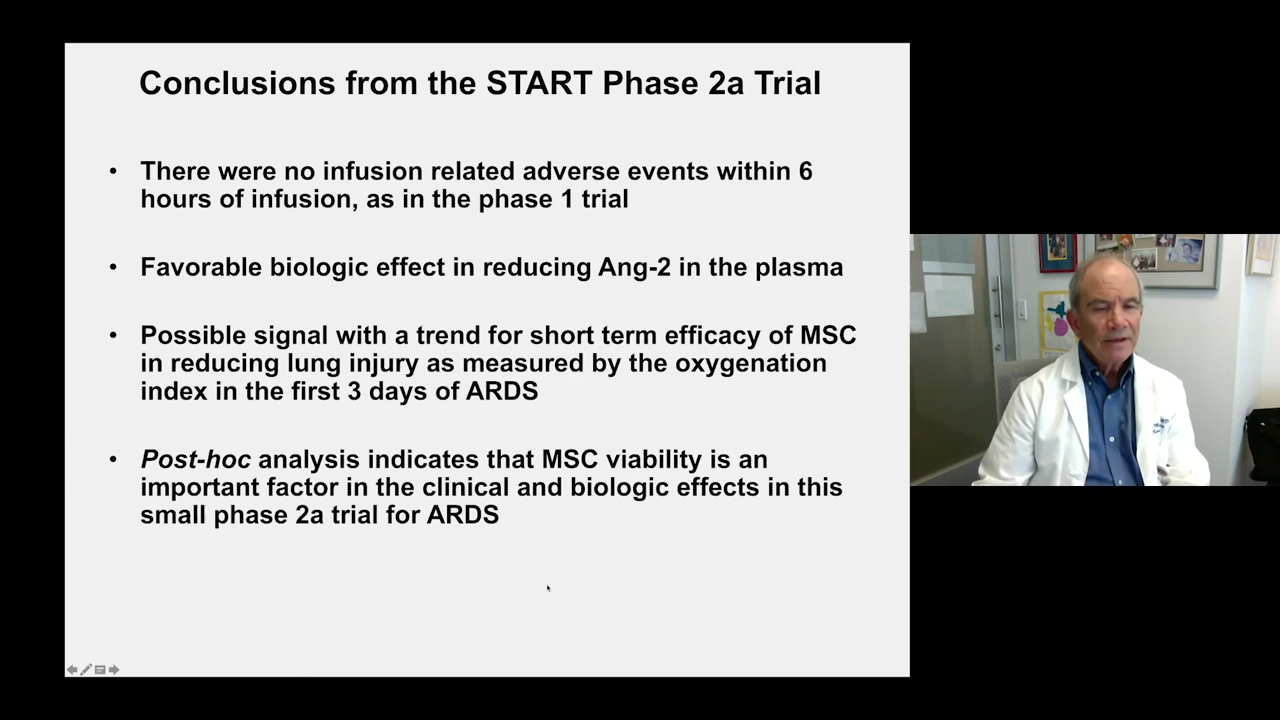 Conclusions from the START Phase 2a Trial
• There were no infusion related adverse events within 6
hours of infusion, as in the phase 1 trial
• Favorable biologic effect in reducing Ang-2 in the plasma
• Possible signal with a trend for short term efficacy of MSC
in reducing lung injury as measured by the oxygenation
index in the first 3 days of ARDS
• Post-hoc analysis indicates that MSC viability is an
important factor in the clinical and biologic effects in this
small phase 2a trial for ARDS